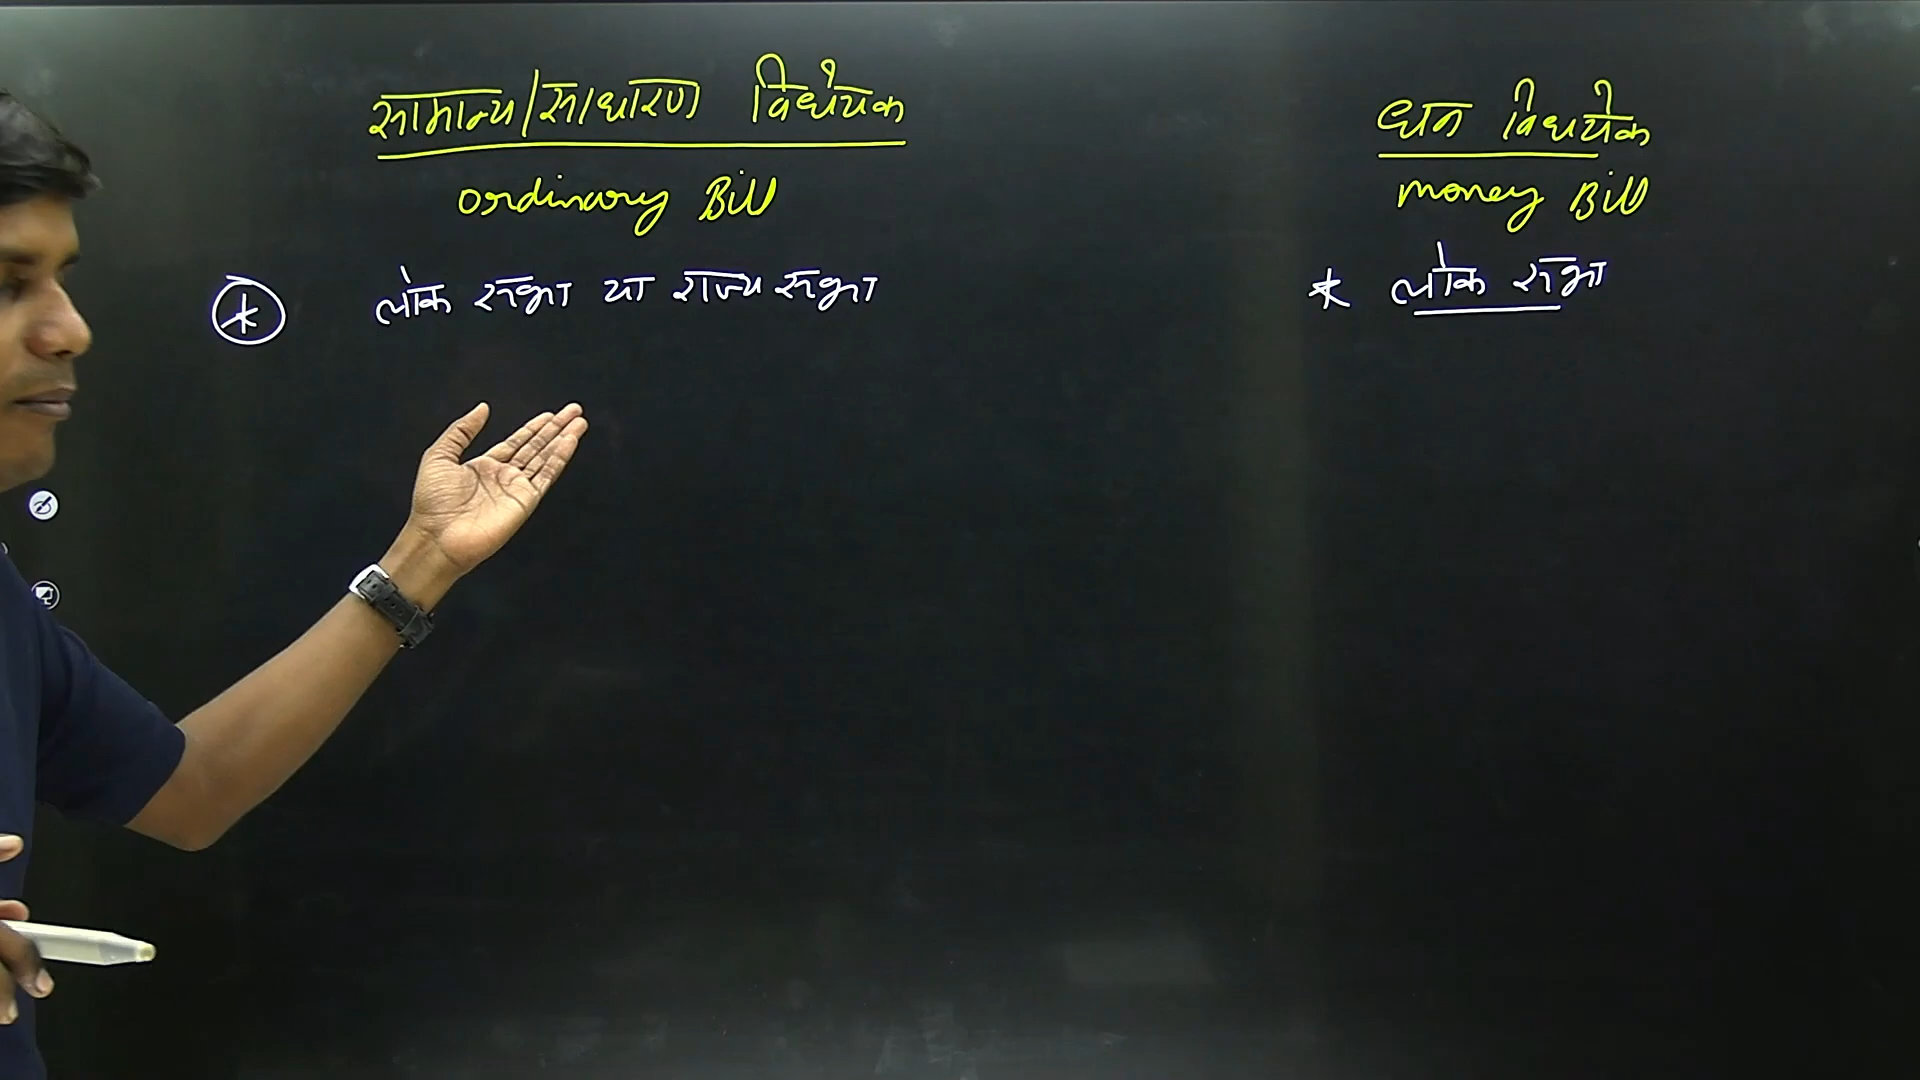 सामान्य/साधारण विधेयक
ordinary Bill
* लोक सभा या राज्य सभा
धन विधेयक
money Bill
* लोक सभा